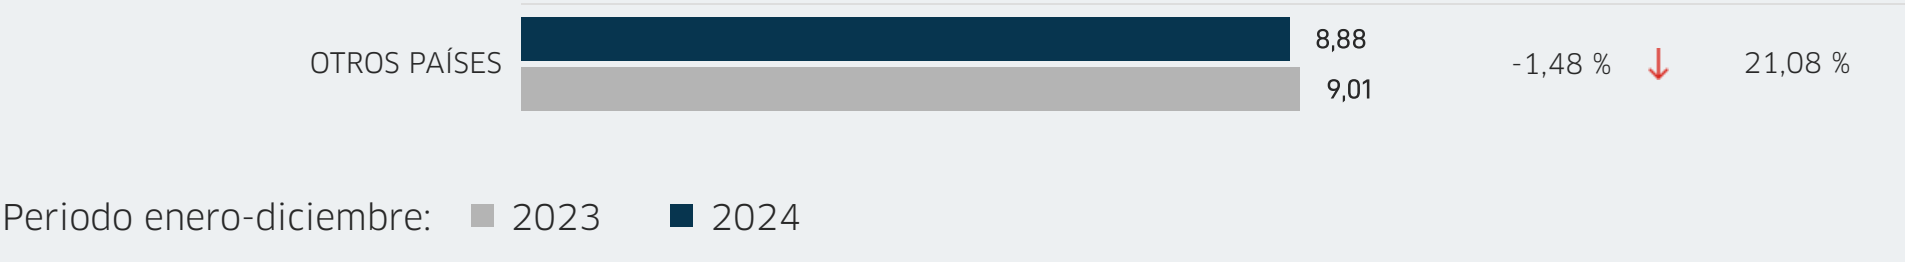 8,88
OTROS PAÍSES -1,48 % ↓ 21,08 %
9,01
Periodo enero-diciembre: 2023 2024